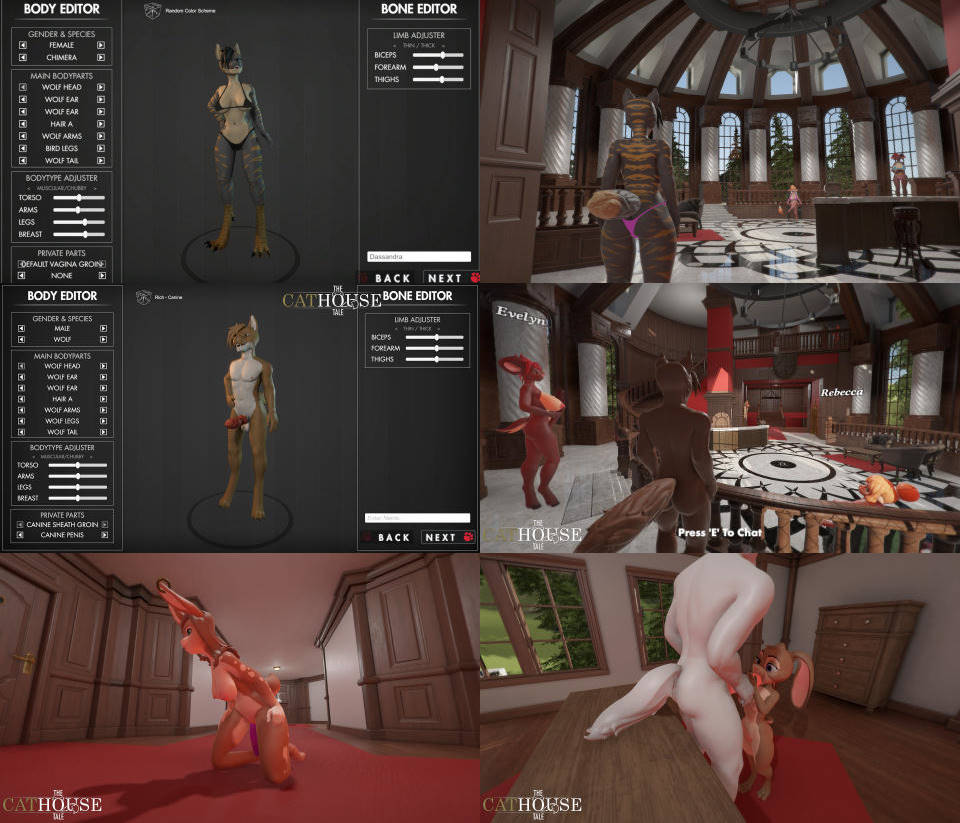 BODY EDITOR
GENDER & SPECIES
FEMALE
CHIMERA
MAIN BODYPARTS
WOLF HEAD
WOLF EAR
WOLF EAR
HAIR A
WOLF ARMS
BIRD LEGS
WOLF TAIL
BODYTYPE ADJUSTER
MUSCULAR/CHUBBY
TORSO
ARMS
LEGS
BREAST
PRIVATE PARTS
DEFAULT VAGINA GROIN
NONE
Random Color Scheme
BONE EDITOR
LIMB ADJUSTER
THIN / THICK
BICEPS
FOREARM
THIGHS
Dassandra
BACK NEXT
BODY EDITOR
GENDER & SPECIES
MALE
WOLF
MAIN BODYPARTS
WOLF HEAD
WOLF EAR
WOLF EAR
HAIR A
WOLF ARMS
WOLF LEGS
WOLF TAIL
BODYTYPE ADJUSTER
MUSCULAR/CHUBBY
TORSO
ARMS
LEGS
BREAST
PRIVATE PARTS
CANINE SHEATH GROIN
CANINE PENIS
Rich - Canine
THE
CATHOUSE
TALE
BONE EDITOR
LIMB ADJUSTER
THIN / THICK
BICEPS
FOREARM
THIGHS
Enter Name
BACK NEXT
Evelyn
Rebecca
Press 'E' To Chat
THE
CATHOUSE
TALE
THE
CATHOUSE
TALE
THE
CATHOUSE
TALE